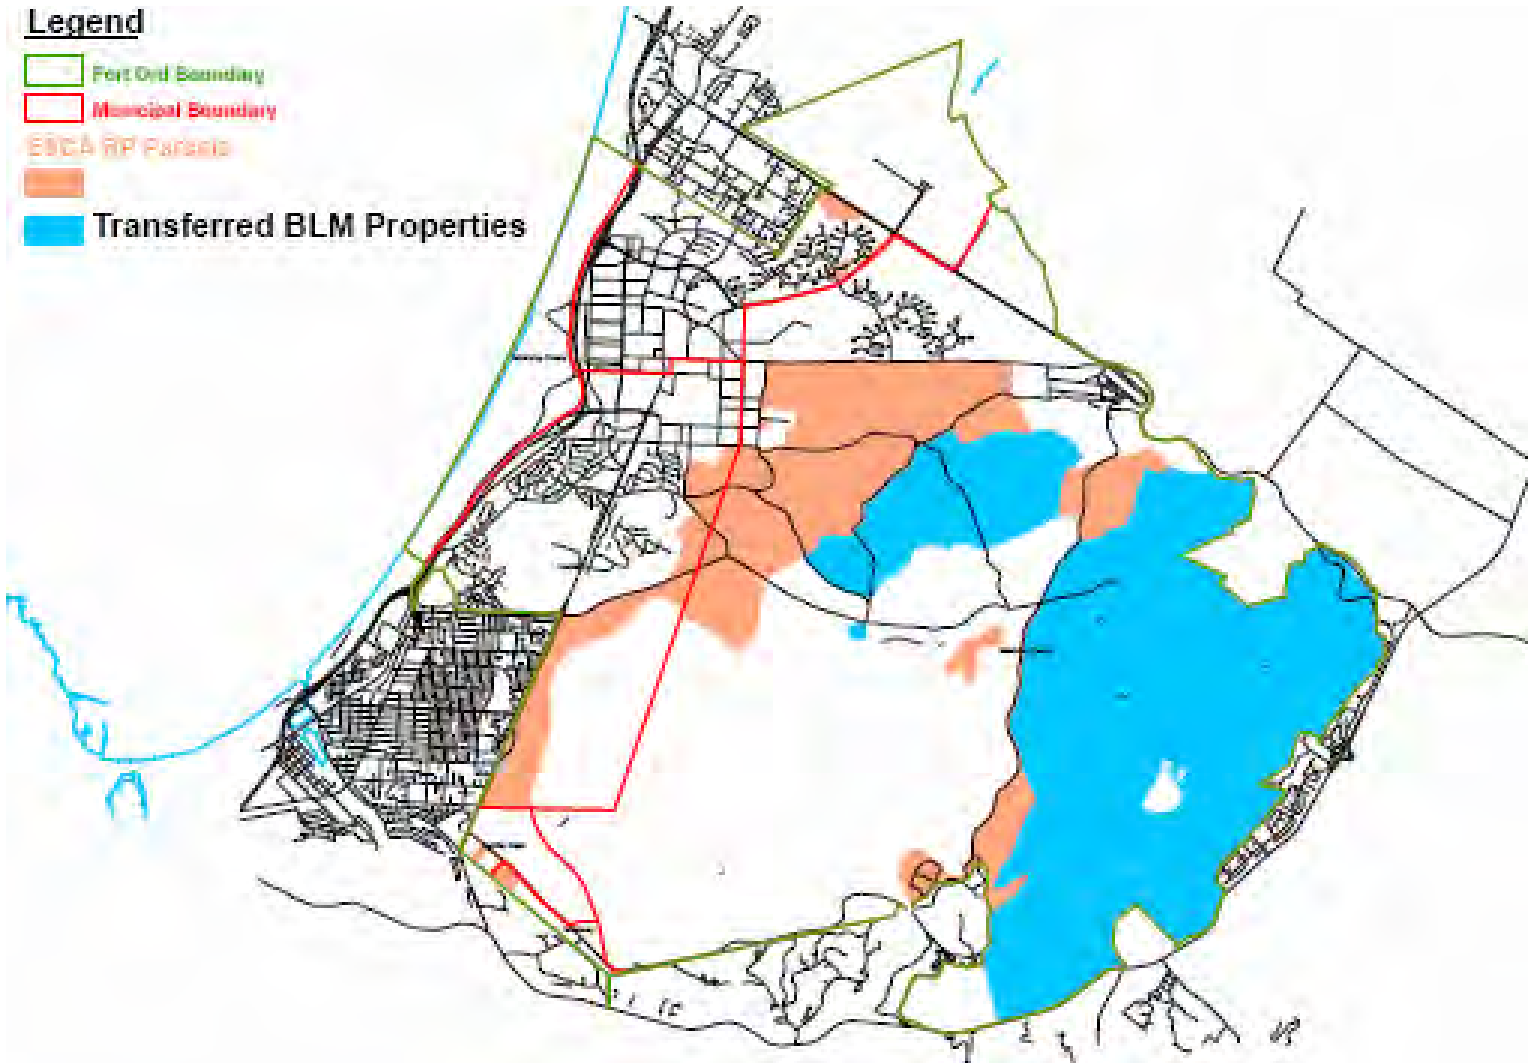 Legend
Fort Ord Boundary
Municipal Boundary
ESCA RP Parcels
Transferred BLM Properties